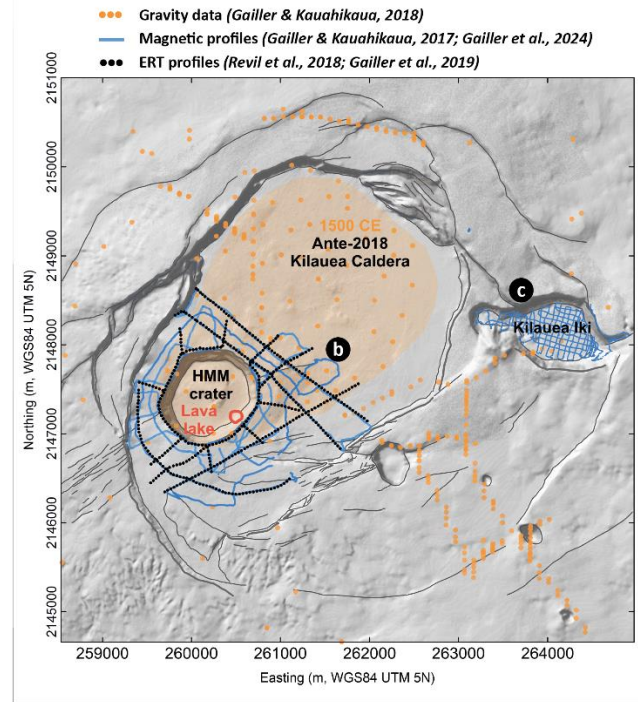 Gravity data (Gailler & Kauahikaua, 2018)
Magnetic profiles (Gailler & Kauahikaua, 2017; Gailler et al., 2024)
ERT profiles (Revil et al., 2018; Gailler et al., 2019)
2151000
2150000
2149000
2148000
2147000
2146000
2145000
Northing (m, WGS84 UTM 5N)
1500 CE
Ante-2018
Kilauea Caldera
c
Kilauea Iki
b
HMM
crater
Lava
lake
259000
260000
261000
262000
263000
264000
Easting (m, WGS84 UTM 5N)